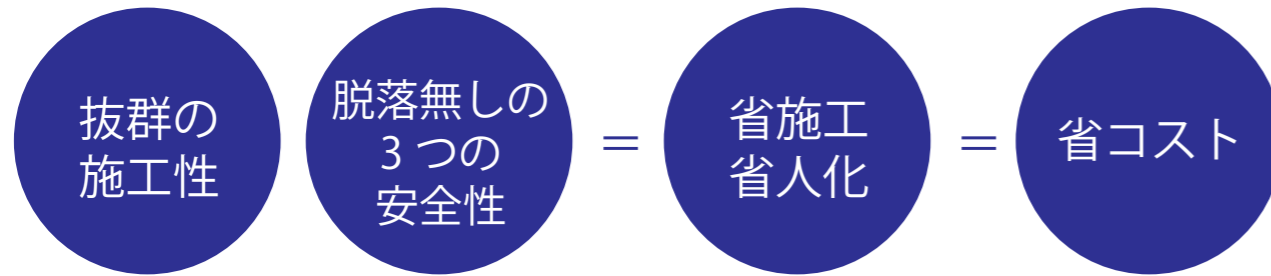 抜群の
施工性
脱落無しの
3つの
安全性
=
省施工
省人化
=
省コスト